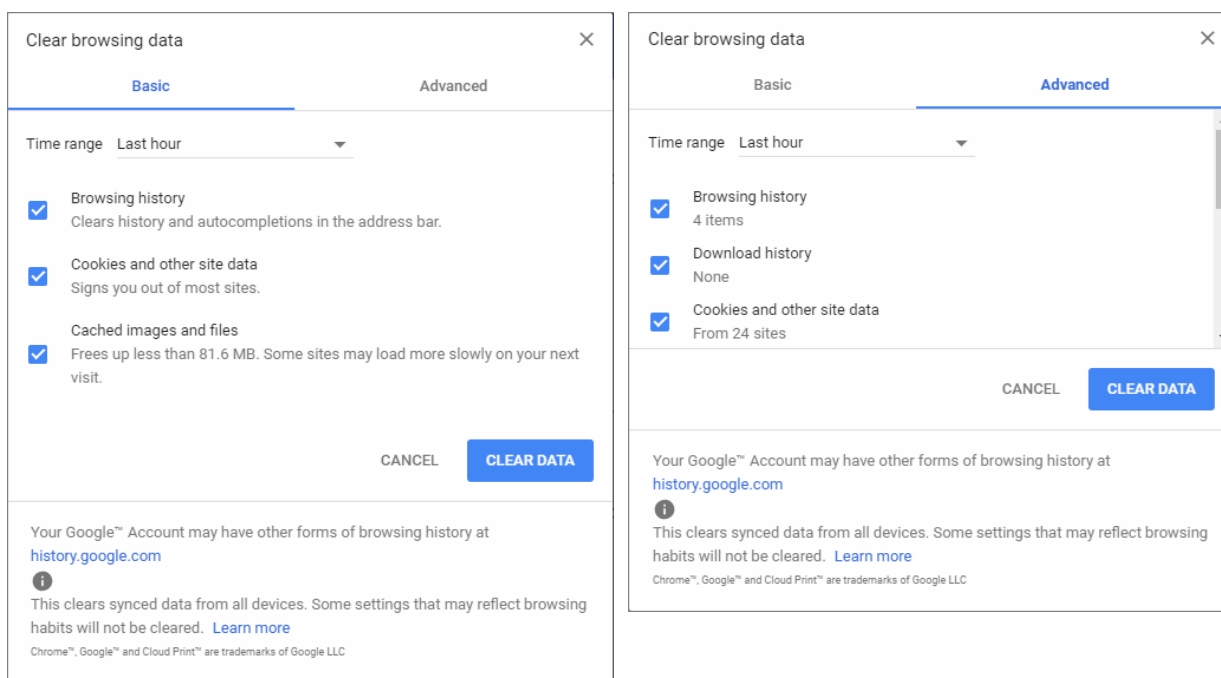 Clear browsing data
Basic
Advanced
Time range Last hour
Browsing history
Clears history and autocompletions in the address bar.
Cookies and other site data
Signs you out of most sites.
Cached images and files
Frees up less than 81.6 MB. Some sites may load more slowly on your next
visit.
CANCEL
CLEAR DATA
Your Google™ Account may have other forms of browsing history at
history.google.com
This clears synced data from all devices. Some settings that may reflect browsing
habits will not be cleared. Learn more
Chrome™, Google™ and Cloud Print™ are trademarks of Google LLC
Clear browsing data
Basic
Advanced
Time range Last hour
Browsing history
4 items
Download history
None
Cookies and other site data
From 24 sites
CANCEL
CLEAR DATA
Your Google™ Account may have other forms of browsing history at
history.google.com
This clears synced data from all devices. Some settings that may reflect browsing
habits will not be cleared. Learn more
Chrome™, Google™ and Cloud Print™ are trademarks of Google LLC